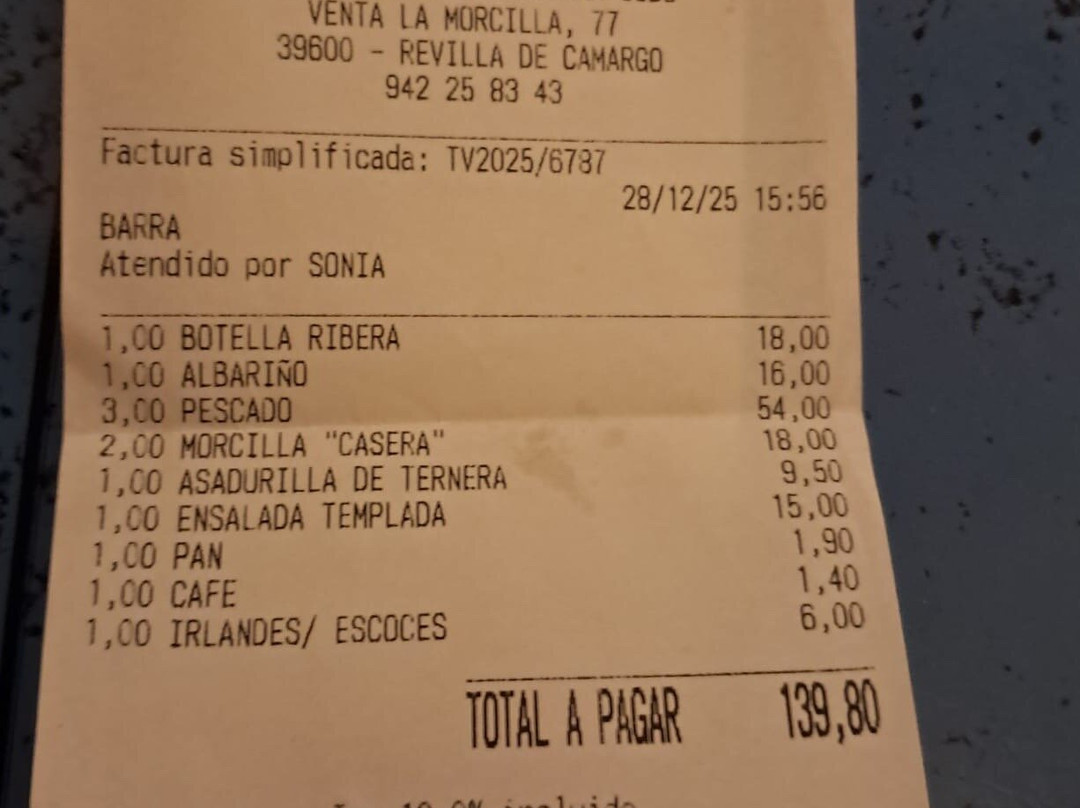 VENTA LA MORCILLA, 77
39600 - REVILLA DE CAMARGO
942 25 83 43
Factura simplificada: TV2025/6787
28/12/25 15:56
BARRA
Atendido por SONIA
1,00 BOTELLA RIBERA 18,00
1,00 ALBARIÑO 16,00
3,00 PESCADO 54,00
2,00 MORCILLA "CASERA" 18,00
1,00 ASADURILLA DE TERNERA 9,50
1,00 ENSALADA TEMPLADA 15,00
1,00 PAN 1,90
1,00 CAFE 1,40
1,00 IRLANDES/ ESCOCES 6,00
TOTAL A PAGAR 139,80